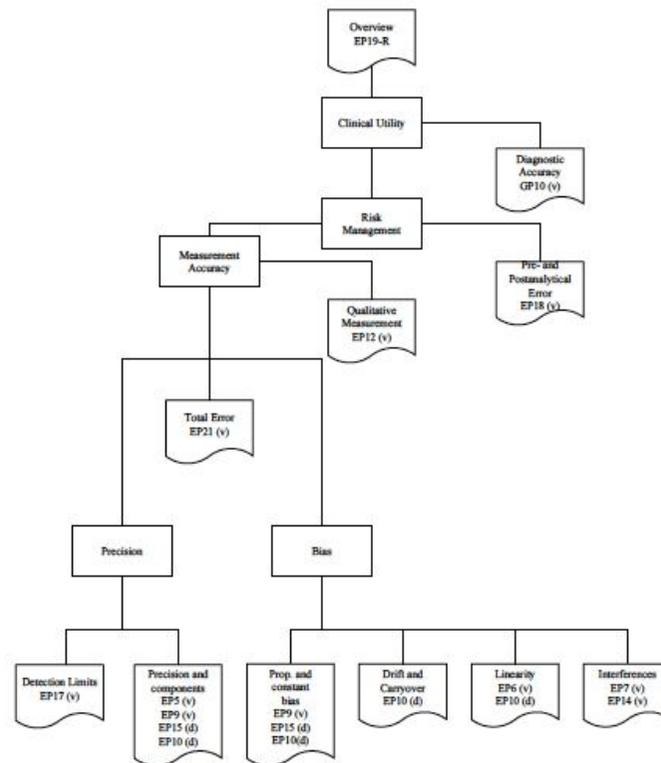 Overview
EP19-R
Clinical Utility
Diagnostic
Accuracy
GP10 (v)
Risk
Management
Measurement
Accuracy
Pre- and
Postanalytical
Error
EP18 (v)
Qualitative
Measurement
EP12 (v)
Total Error
EP21 (v)
Precision
Bias
Detection Limits
EP17 (v)
Precision and
components
EP5 (v)
EP9 (v)
EP15 (d)
EP10 (d)
Prop. and
constant
bias
EP9 (v)
EP15 (d)
EP10(d)
Drift and
Carryover
EP10 (d)
Linearity
EP6 (v)
EP10 (d)
Interferences
EP7 (v)
EP14 (v)